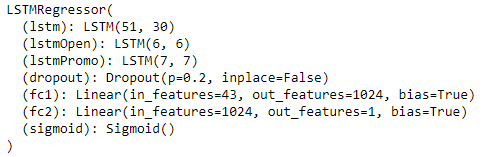 LSTMRegressor(
  (lstm): LSTM(51, 30)
  (lstmOpen): LSTM(6, 6)
  (lstmPromo): LSTM(7, 7)
  (dropout): Dropout(p=0.2, inplace=False)
  (fc1): Linear(in_features=43, out_features=1024, bias=True)
  (fc2): Linear(in_features=1024, out_features=1, bias=True)
  (sigmoid): Sigmoid()
)